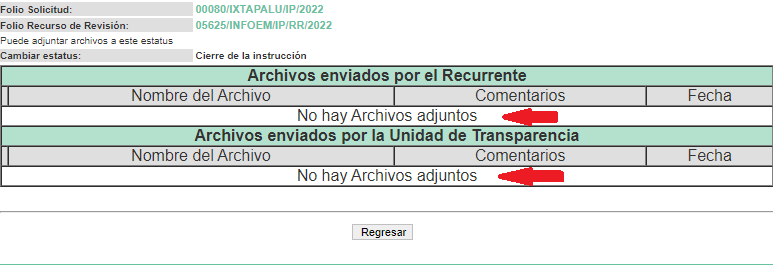 Folio Solicitud: 00080/IXTAPALU/IP/2022
Folio Recurso de Revisión: 05625/INFOEM/IP/RR/2022
Puede adjuntar archivos a este estatus
Cambiar estatus: Cierre de la instrucción
Archivos enviados por el Recurrente
Nombre del Archivo Comentarios Fecha
No hay Archivos adjuntos
Archivos enviados por la Unidad de Transparencia
Nombre del Archivo Comentarios Fecha
No hay Archivos adjuntos
Regresar